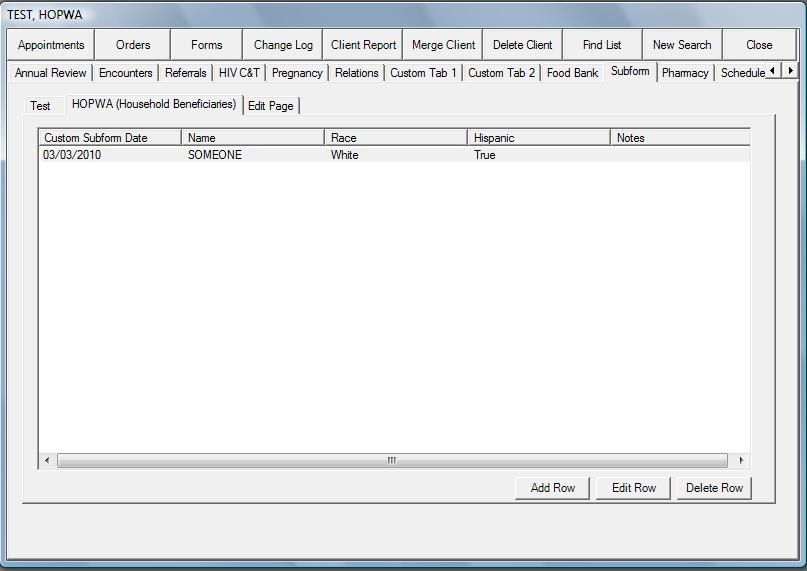 TEST, HOPWA
Appointments Orders Forms Change Log Client Report Merge Client Delete Client Find List New Search Close
Annual Review Encounters Referrals HIV C&T Pregnancy Relations Custom Tab 1 Custom Tab 2 Food Bank Subform Pharmacy Schedule
Test HOPWA (Household Beneficiaries) Edit Page
Custom Subform Date Name Race Hispanic Notes
03/03/2010 SOMEONE White True
Add Row Edit Row Delete Row